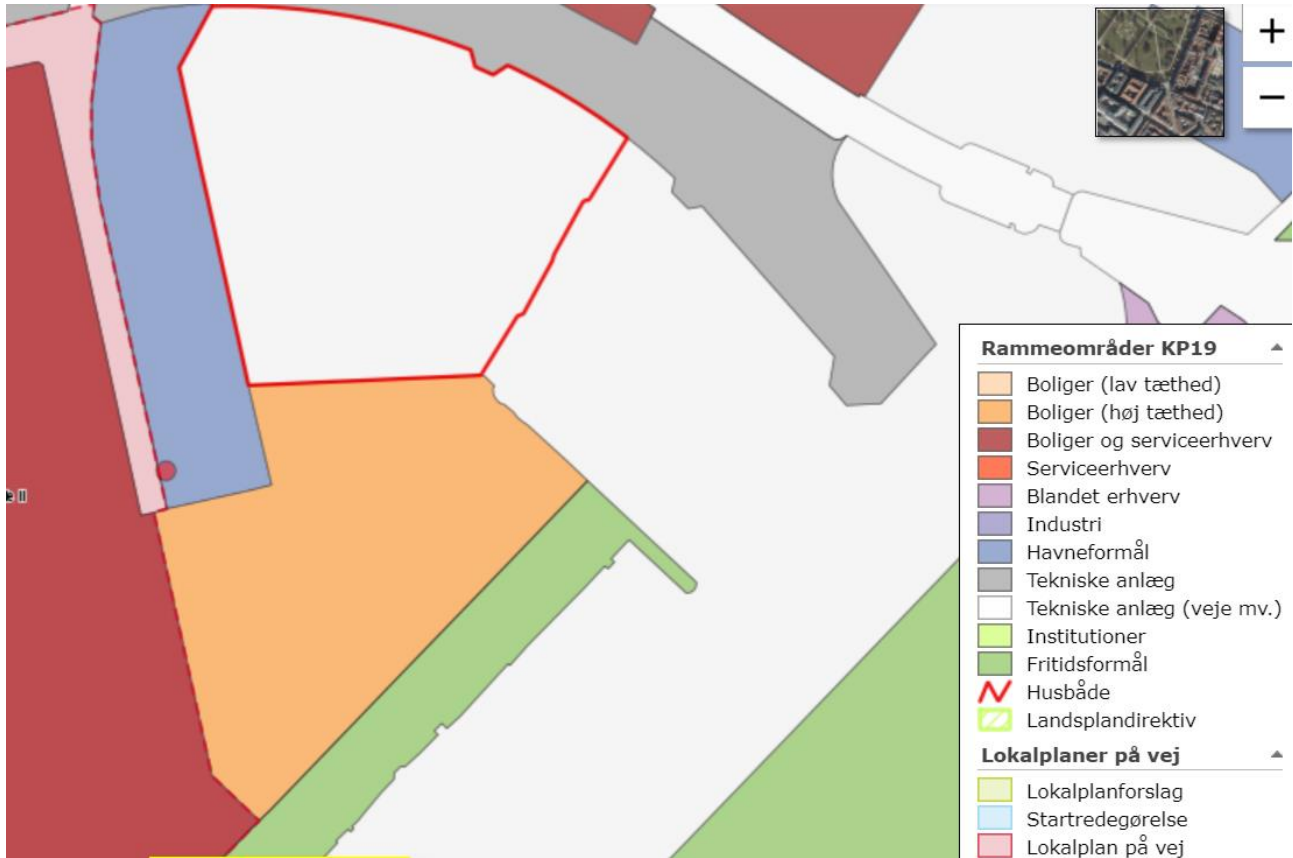 +
−
Rammeområder KP19
Boliger (lav tæthed)
Boliger (høj tæthed)
Boliger og serviceerhverv
Serviceerhverv
Blandet erhverv
Industri
Havneformål
Tekniske anlæg
Tekniske anlæg (veje mv.)
Institutioner
Fritidsformål
Husbåde
Landsplandirektiv
Lokalplaner på vej
Lokalplanforslag
Startredegørelse
Lokalplan på vej